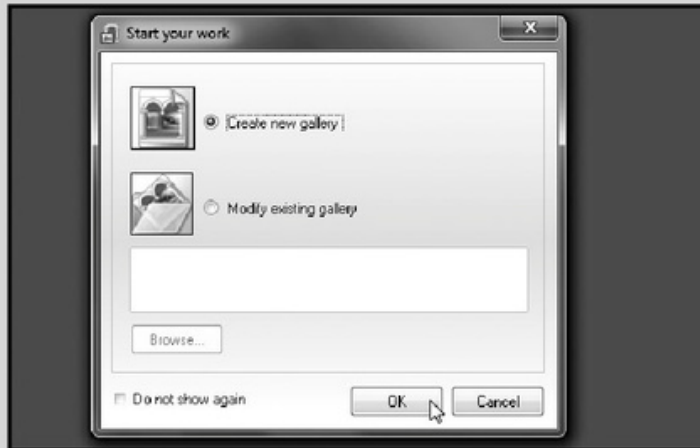 Start your work
Create new gallery
Modify existing gallery
Browse...
Do not show again
OK Cancel